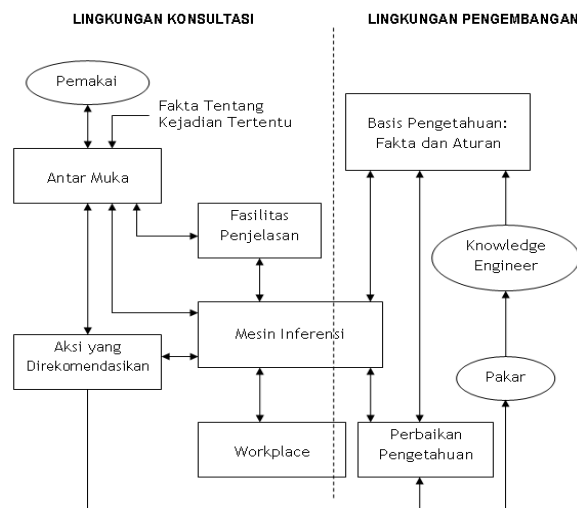 LINGKUNGAN KONSULTASI
LINGKUNGAN PENGEMBANGAN
Pemakai
Fakta Tentang
Kejadian Tertentu
Antar Muka
Basis Pengetahuan:
Fakta dan Aturan
Fasilitas
Penjelasan
Knowledge
Engineer
Aksi yang
Direkomendasikan
Mesin Inferensi
Pakar
Workplace
Perbaikan
Pengetahuan